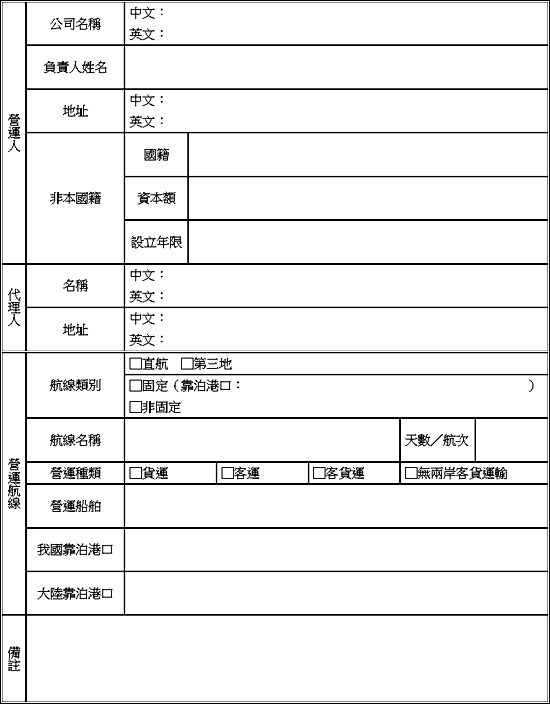 營運人
公司名稱
中文：
英文：
負責人姓名
地址
中文：
英文：
非本國籍
國籍
資本額
設立年限
代理人
名稱
中文：
英文：
地址
中文：
英文：
營運航線
航線類別
□直航　□第三地
□固定（靠泊港口：　　　　　　　　　　　　　　　　　　）
□非固定
航線名稱
天數／航次
營運種類
□貨運
□客運
□客貨運
□無兩岸客貨運輸
營運船舶
我國靠泊港口
大陸靠泊港口
備註